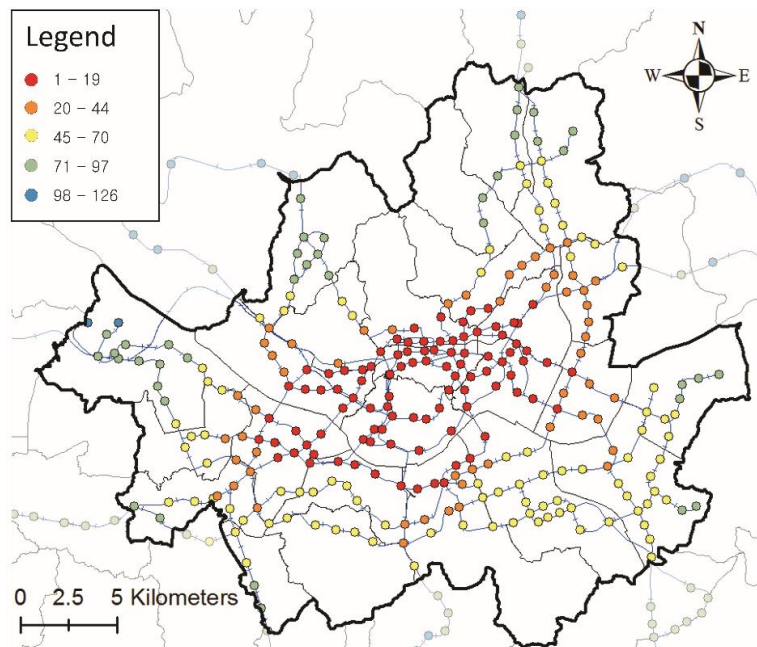 Legend
1 – 19
20 – 44
45 – 70
71 – 97
98 – 126
N
W E
S
0 2.5 5 Kilometers